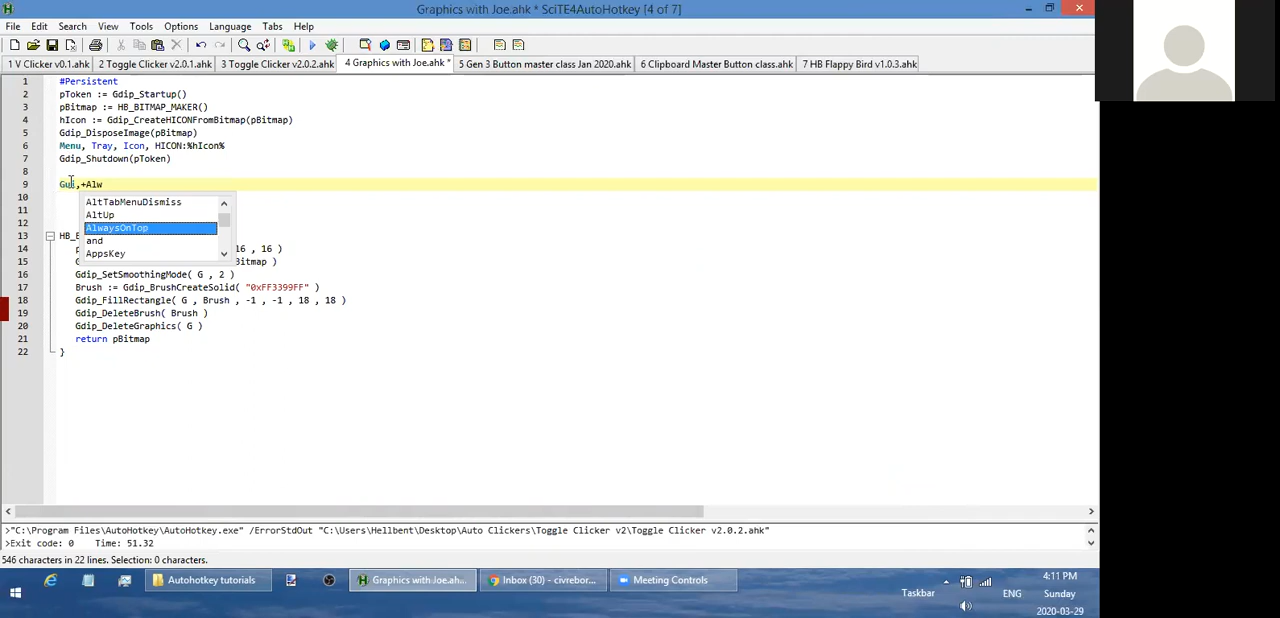 Graphics with Joe.ahk * SciTE4AutoHotkey [4 of 7]
File Edit Search View Tools Options Language Tabs Help
1 V Clicker v0.1.ahk 2 Toggle Clicker v2.0.1.ahk 3 Toggle Clicker v2.0.2.ahk 4 Graphics with Joe.ahk * 5 Gen 3 Button master class Jan 2020.ahk 6 Clipboard Master Button class.ahk 7 HB Flappy Bird v1.0.3.ahk
1 #Persistent
2 pToken := Gdip_Startup()
3 pBitmap := HB_BITMAP_MAKER()
4 hIcon := Gdip_CreateHICONFromBitmap(pBitmap)
5 Gdip_DisposeImage(pBitmap)
6 Menu, Tray, Icon, HICON:%hIcon%
7 Gdip_Shutdown(pToken)
8
9 Gui,+Alw
10 AltTabMenuDismiss
11 AltUp
12 AlwaysOnTop
13 HB_B and
14 p AppsKey 16 , 16 )
15 G Bitmap )
16 Gdip_SetSmoothingMode( G , 2 )
17 Brush := Gdip_BrushCreateSolid( "0xFF3399FF" )
18 Gdip_FillRectangle( G , Brush , -1 , -1 , 18 , 18 )
19 Gdip_DeleteBrush( Brush )
20 Gdip_DeleteGraphics( G )
21 return pBitmap
22 }
>"C:\Program Files\AutoHotkey\AutoHotkey.exe" /ErrorStdOut "C:\Users\Hellbent\Desktop\Auto Clickers\Toggle Clicker v2\Toggle Clicker v2.0.2.ahk"
>Exit code: 0 Time: 51.32
546 characters in 22 lines. Selection: 0 characters.
Autohotkey tutorials Graphics with Joe.ah... Inbox (30) - civrebor... Meeting Controls Taskbar ENG 4:11 PM
Sunday
2020-03-29